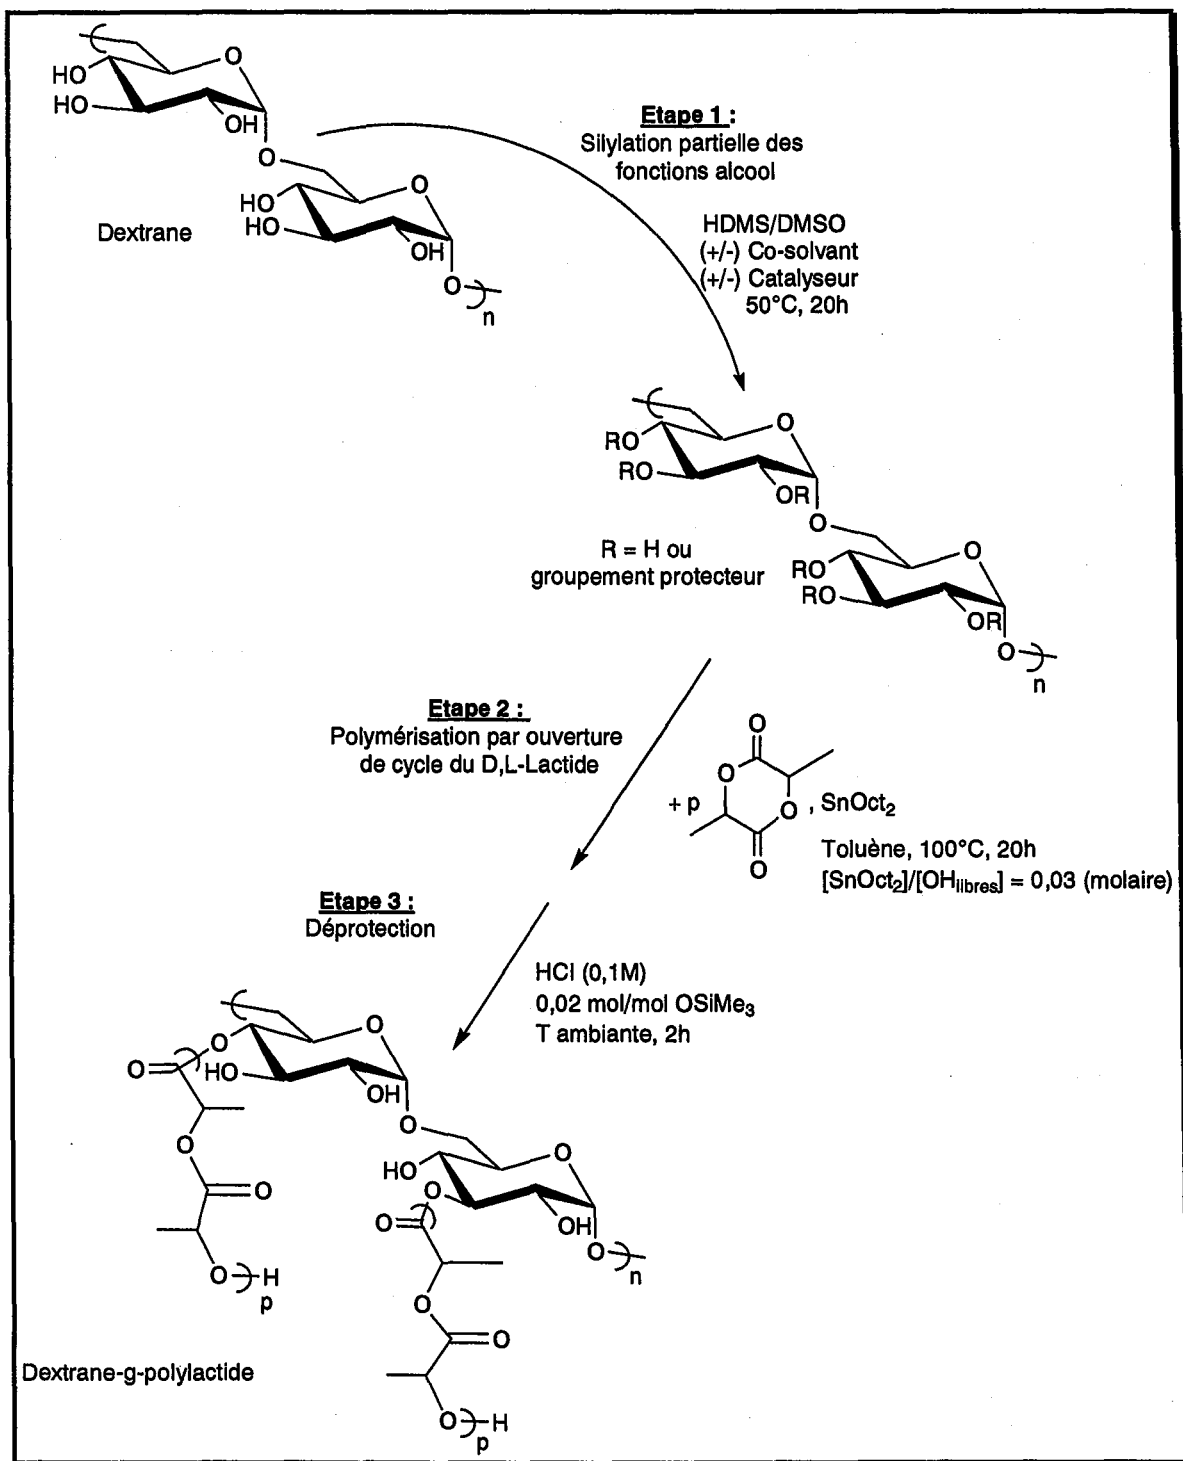 O
HO
HO
OH
O
O
HO
HO
OH
O
n
Dextrane
Etape 1 :
Silylation partielle des
fonctions alcool
HDMS/DMSO
(+/-) Co-solvant
(+/-) Catalyseur
50°C, 20h
O
RO
RO
OR
O
O
RO
RO
OR
O
n
R = H ou
groupement protecteur
Etape 2 :
Polymérisation par ouverture
de cycle du D,L-Lactide
+ p
O
O
O
O
, SnOct2
Toluène, 100°C, 20h
[SnOct2]/[OHlibres] = 0,03 (molaire)
Etape 3 :
Déprotection
HCl (0,1M)
0,02 mol/mol OSiMe3
T ambiante, 2h
O
O
O
HO
OH
O
O
O
HO
O
OH
O
n
O
O
H
p
O
O
O
O
H
p
Dextrane-g-polylactide